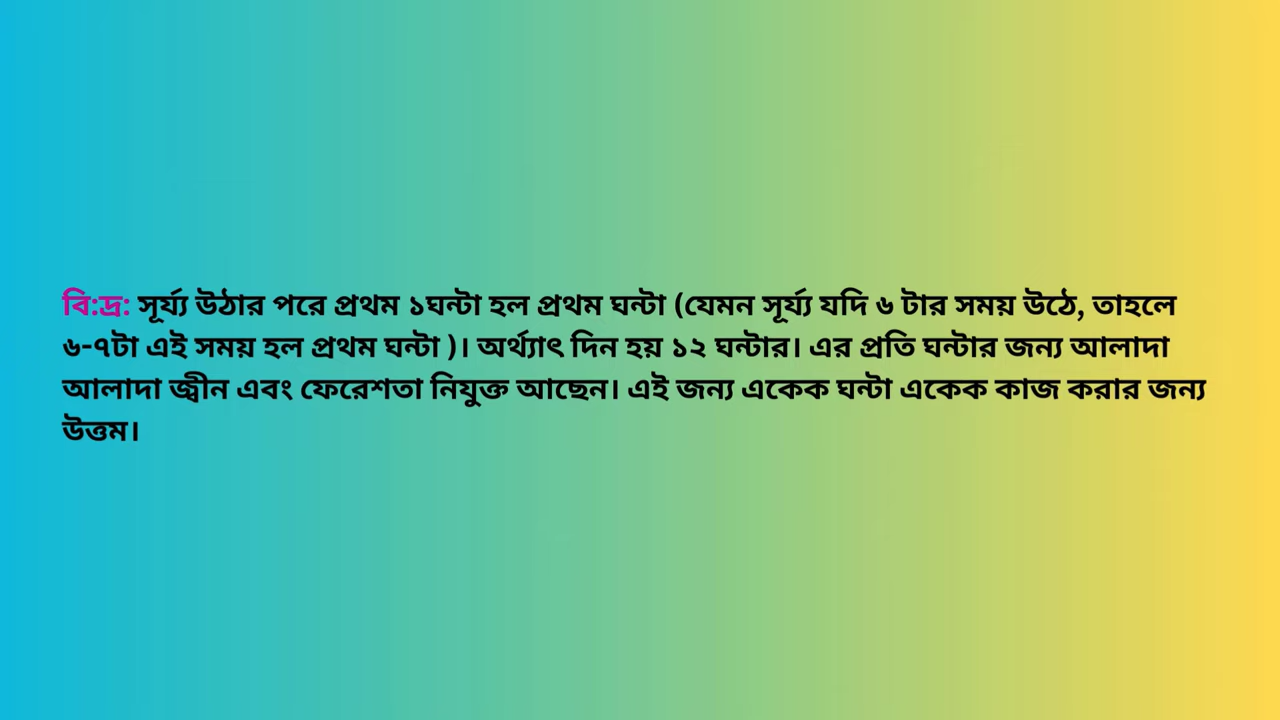 বি:দ্র: সূর্য্য উঠার পরে প্রথম ১ঘন্টা হল প্রথম ঘন্টা (যেমন সূর্য্য যদি ৬ টার সময় উঠে, তাহলে
৬-৭টা এই সময় হল প্রথম ঘন্টা )। অর্থ্যাৎ দিন হয় ১২ ঘন্টার। এর প্রতি ঘন্টার জন্য আলাদা
আলাদা জ্বীন এবং ফেরেশতা নিযুক্ত আছেন। এই জন্য একেক ঘন্টা একেক কাজ করার জন্য
উত্তম।